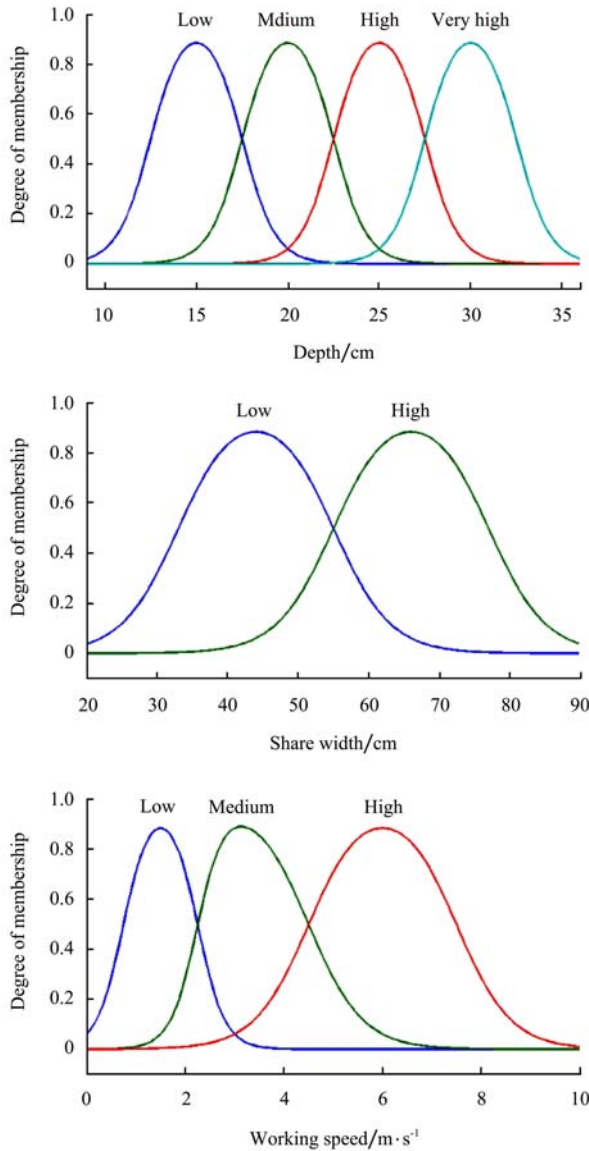 Low Mdium High Very high
1.0
0.8
0.6
0.4
0.2
0
Degree of membership
10 15 20 25 30 35
Depth/cm
Low High
1.0
0.8
0.6
0.4
0.2
0
Degree of membership
20 30 40 50 60 70 80 90
Share width/cm
Low Medium High
1.0
0.8
0.6
0.4
0.2
0
Degree of membership
0 2 4 6 8 10
Working speed/m·s⁻¹